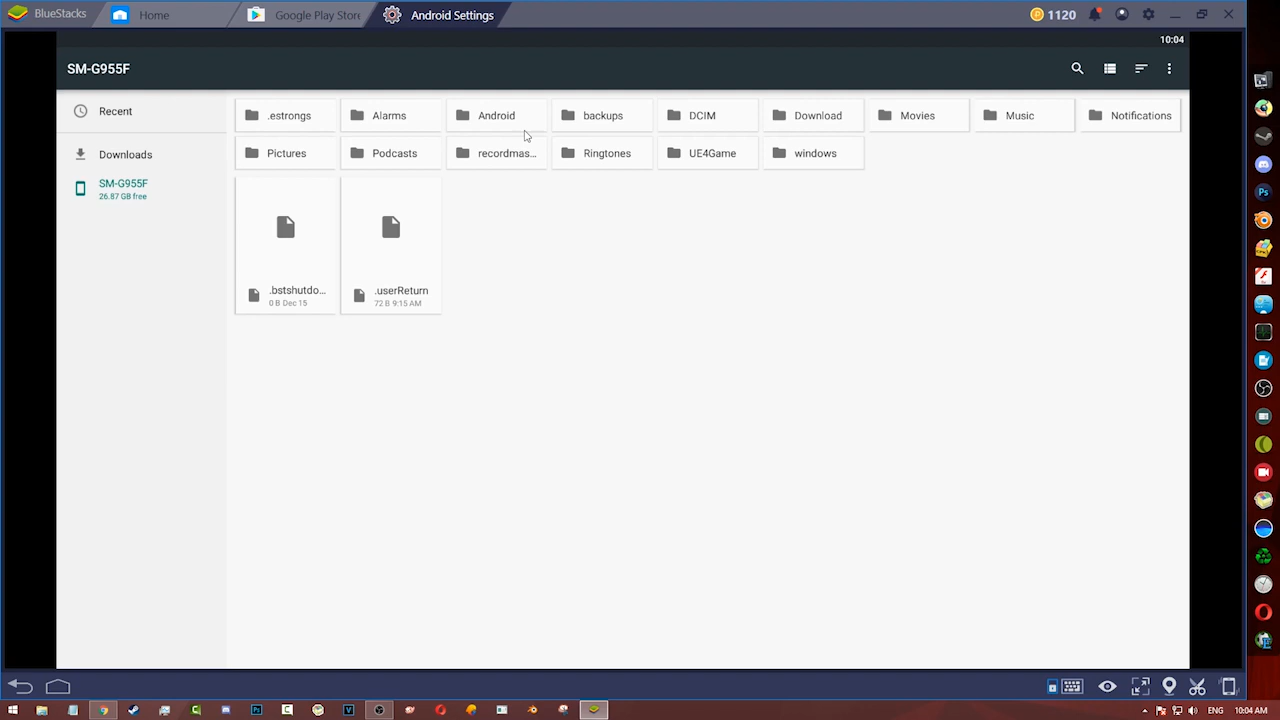 BlueStacks
Home
Google Play Store
Android Settings
1120
10:04
SM-G955F
Recent
Downloads
SM-G955F
26.87 GB free
.estrongs
Alarms
Android
backups
DCIM
Download
Movies
Music
Notifications
Pictures
Podcasts
recordmas...
Ringtones
UE4Game
windows
.bstshutdo...
0 B Dec 15
.userReturn
72 B 9:15 AM
ENG
10:04 AM